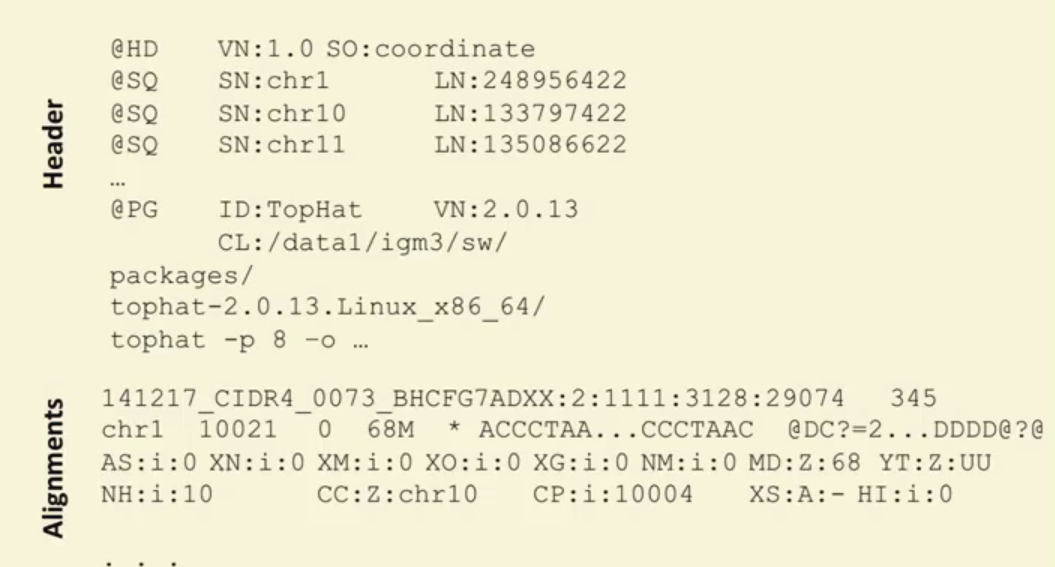 Header
@HD VN:1.0 SO:coordinate
@SQ SN:chr1 LN:248956422
@SQ SN:chr10 LN:133797422
@SQ SN:chr11 LN:135086622
…
@PG ID:TopHat VN:2.0.13
CL:/data1/igm3/sw/
packages/
tophat-2.0.13.Linux_x86_64/
tophat -p 8 –o …
Alignments
141217_CIDR4_0073_BHCFG7ADXX:2:1111:3128:29074 345
chr1 10021 0 68M * ACCCTAA...CCCTAAC @DC?=2...DDDD@?@
AS:i:0 XN:i:0 XM:i:0 XO:i:0 XG:i:0 NM:i:0 MD:Z:68 YT:Z:UU
NH:i:10 CC:Z:chr10 CP:i:10004 XS:A:- HI:i:0
. . .